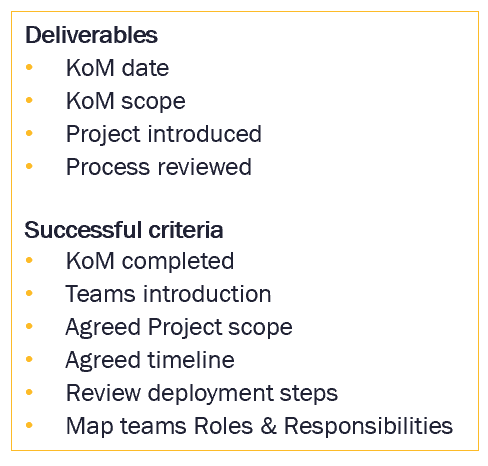 Deliverables
• KoM date
• KoM scope
• Project introduced
• Process reviewed
Successful criteria
• KoM completed
• Teams introduction
• Agreed Project scope
• Agreed timeline
• Review deployment steps
• Map teams Roles & Responsibilities